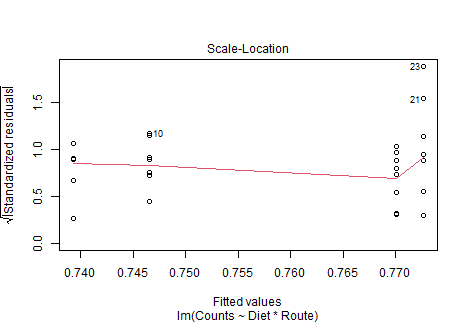 Scale-Location
√|Standardized residuals|
0.0
0.5
1.0
1.5
23
21
10
0.740 0.745 0.750 0.755 0.760 0.765 0.770
Fitted values
lm(Counts ~ Diet * Route)